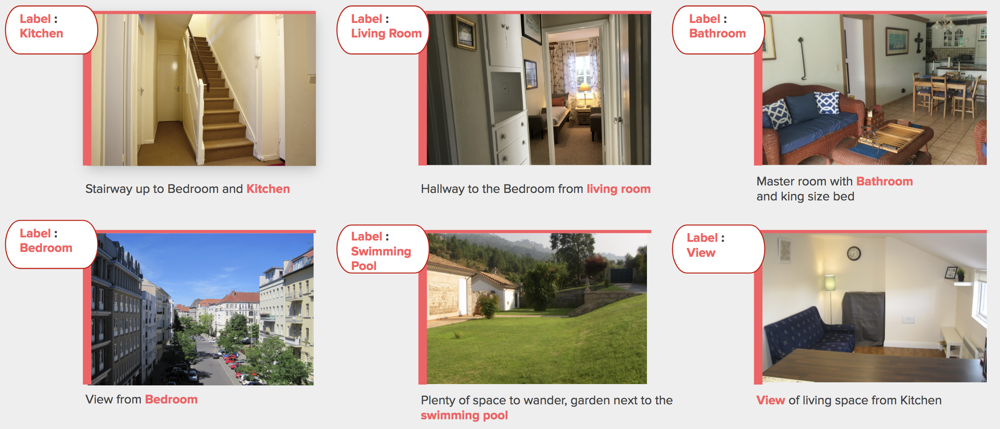 Label :
Kitchen
Label :
Living Room
Label :
Bathroom
Stairway up to Bedroom and Kitchen
Hallway to the Bedroom from living room
Master room with Bathroom
and king size bed
Label :
Bedroom
Label :
Swimming
Pool
Label :
View
View from Bedroom
Plenty of space to wander, garden next to the
swimming pool
View of living space from Kitchen